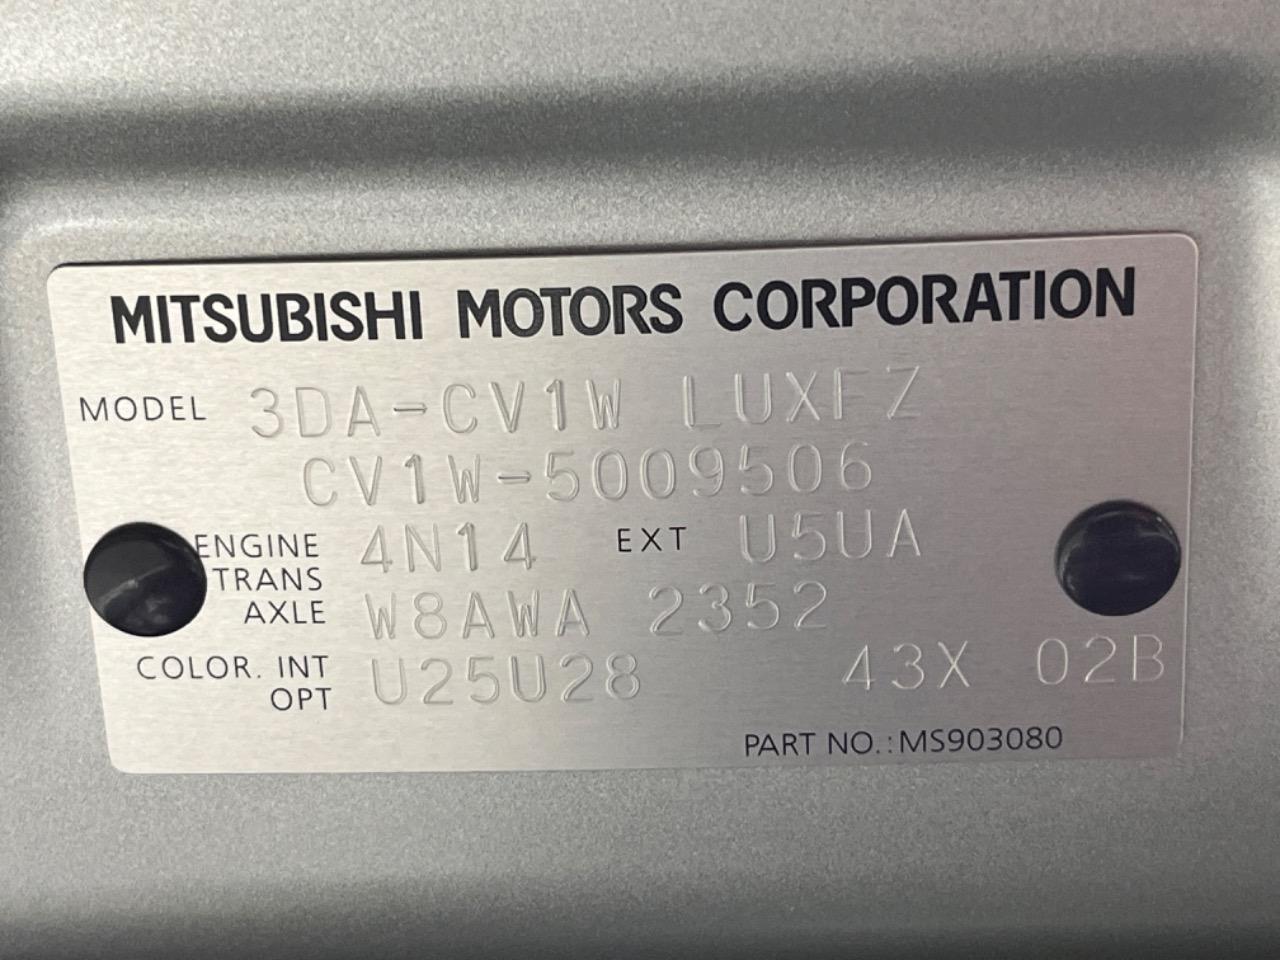 MITSUBISHI MOTORS CORPORATION
MODEL 3DA-CV1W LUXFZ
CV1W-5009506
ENGINE 4N14 EXT U5UA
TRANS
AXLE W8AWA 2352
COLOR. INT U25U28 43X 02B
OPT
PART NO.:MS903080